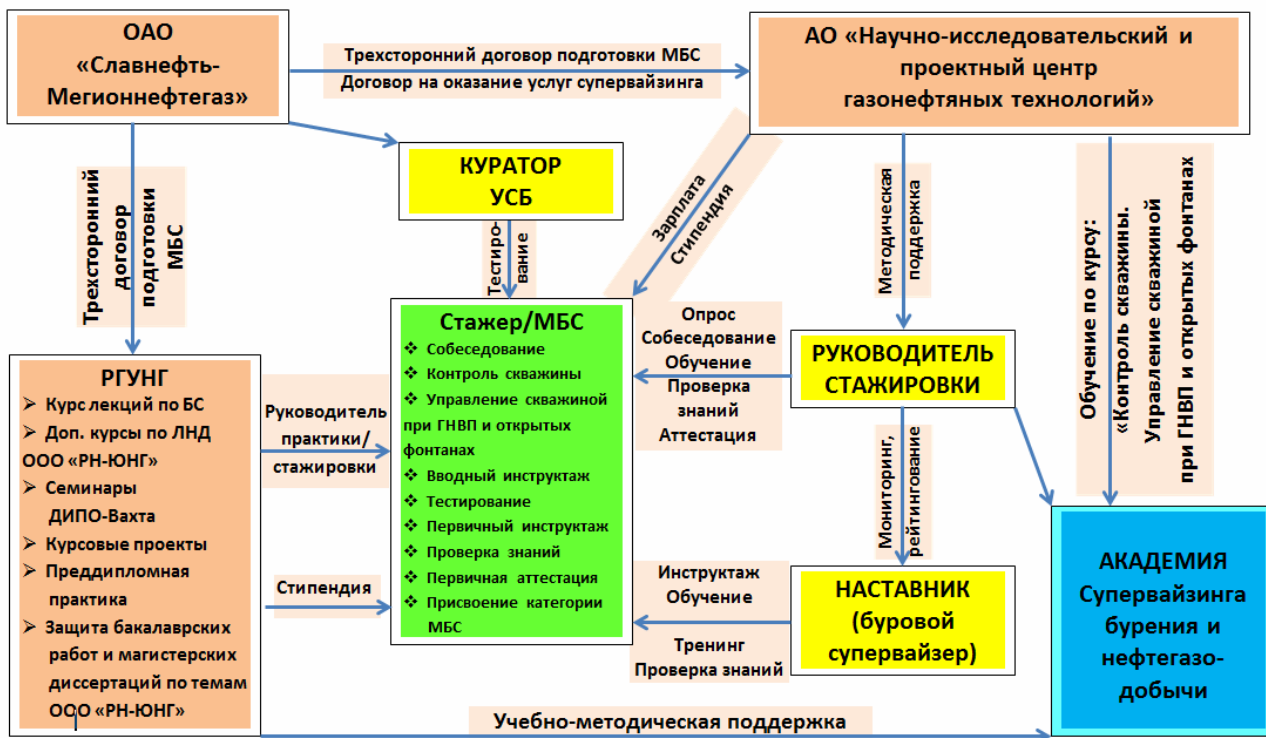 ОАО
«Славнефть-
Мегионнефтегаз»
Трехсторонний договор подготовки МБС
Договор на оказание услуг супервайзинга
АО «Научно-исследовательский и
проектный центр
газонефтяных технологий»
КУРАТОР
УСБ
Трехсторонний
договор
подготовки
МБС
Тестиро-
вание
Зарплата
Стипендия
Методическая
поддержка
Обучение по курсу:
«Контроль скважины.
Управление скважиной
при ГНВП и открытых фонтанах
Стажер/МБС
❖ Собеседование
❖ Контроль скважины
❖ Управление скважиной
при ГНВП и открытых
фонтанах
❖ Вводный инструктаж
❖ Тестирование
❖ Первичный инструктаж
❖ Проверка знаний
❖ Первичная аттестация
❖ Присвоение категории
МБС
Опрос
Собеседование
Обучение
Проверка
знаний
Аттестация
РУКОВОДИТЕЛЬ
СТАЖИРОВКИ
РГУНГ
➢ Курс лекций по БС
➢ Доп. курсы по ЛНД
ООО «РН-ЮНГ»
➢ Семинары
ДИПО-Вахта
➢ Курсовые проекты
➢ Преддипломная
практика
➢ Защита бакалаврских
работ и магистерских
диссертаций по темам
ООО «РН-ЮНГ»
Руководитель
практики/
стажировки
Стипендия
Мониторинг,
рейтингование
Инструктаж
Обучение
Тренинг
Проверка знаний
НАСТАВНИК
(буровой
супервайзер)
АКАДЕМИЯ
Супервайзинга
бурения и
нефтегазо-
добычи
Учебно-методическая поддержка